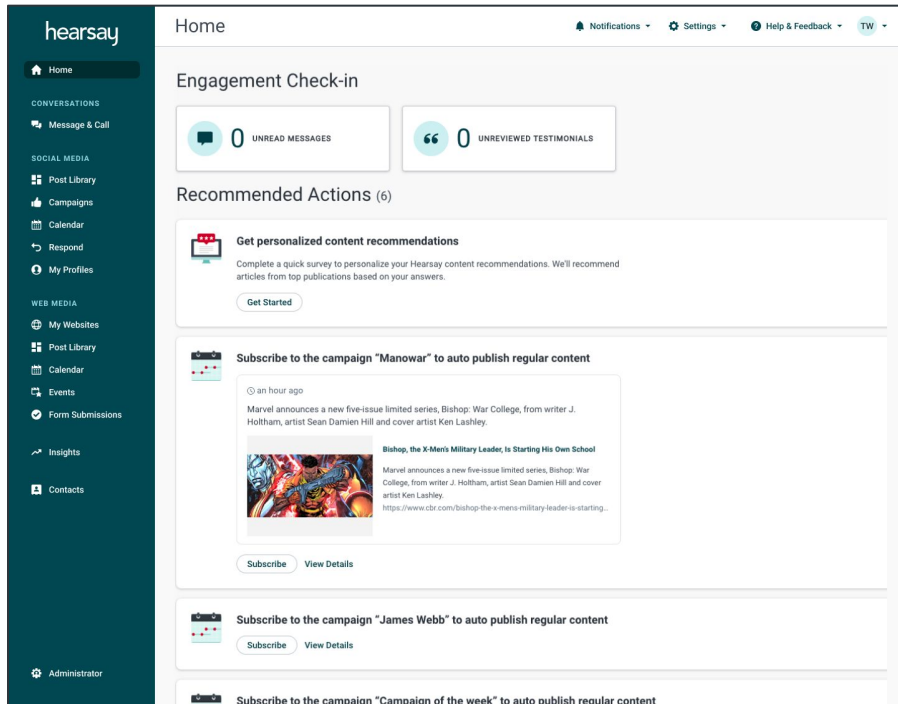 hearsay
Home
CONVERSATIONS
Message & Call
SOCIAL MEDIA
Post Library
Campaigns
Calendar
Respond
My Profiles
WEB MEDIA
My Websites
Post Library
Calendar
Events
Form Submissions
Insights
Contacts
Administrator
Home
Notifications
Settings
Help & Feedback
TW
Engagement Check-in
0 UNREAD MESSAGES
0 UNREVIEWED TESTIMONIALS
Recommended Actions (6)
Get personalized content recommendations
Complete a quick survey to personalize your Hearsay content recommendations. We'll recommend
articles from top publications based on your answers.
Get Started
Subscribe to the campaign "Manowar" to auto publish regular content
an hour ago
Marvel announces a new five-issue limited series, Bishop: War College, from writer J.
Holtham, artist Sean Damien Hill and cover artist Ken Lashley.
Bishop, the X-Men's Military Leader, Is Starting His Own School
Marvel announces a new five-issue limited series, Bishop: War
College, from writer J. Holtham, artist Sean Damien Hill and cover
artist Ken Lashley.
https://www.cbr.com/bishop-the-x-mens-military-leader-is-starting...
Subscribe
View Details
Subscribe to the campaign "James Webb" to auto publish regular content
Subscribe
View Details
Subscribe to the campaign "Campaign of the week" to auto publish regular content